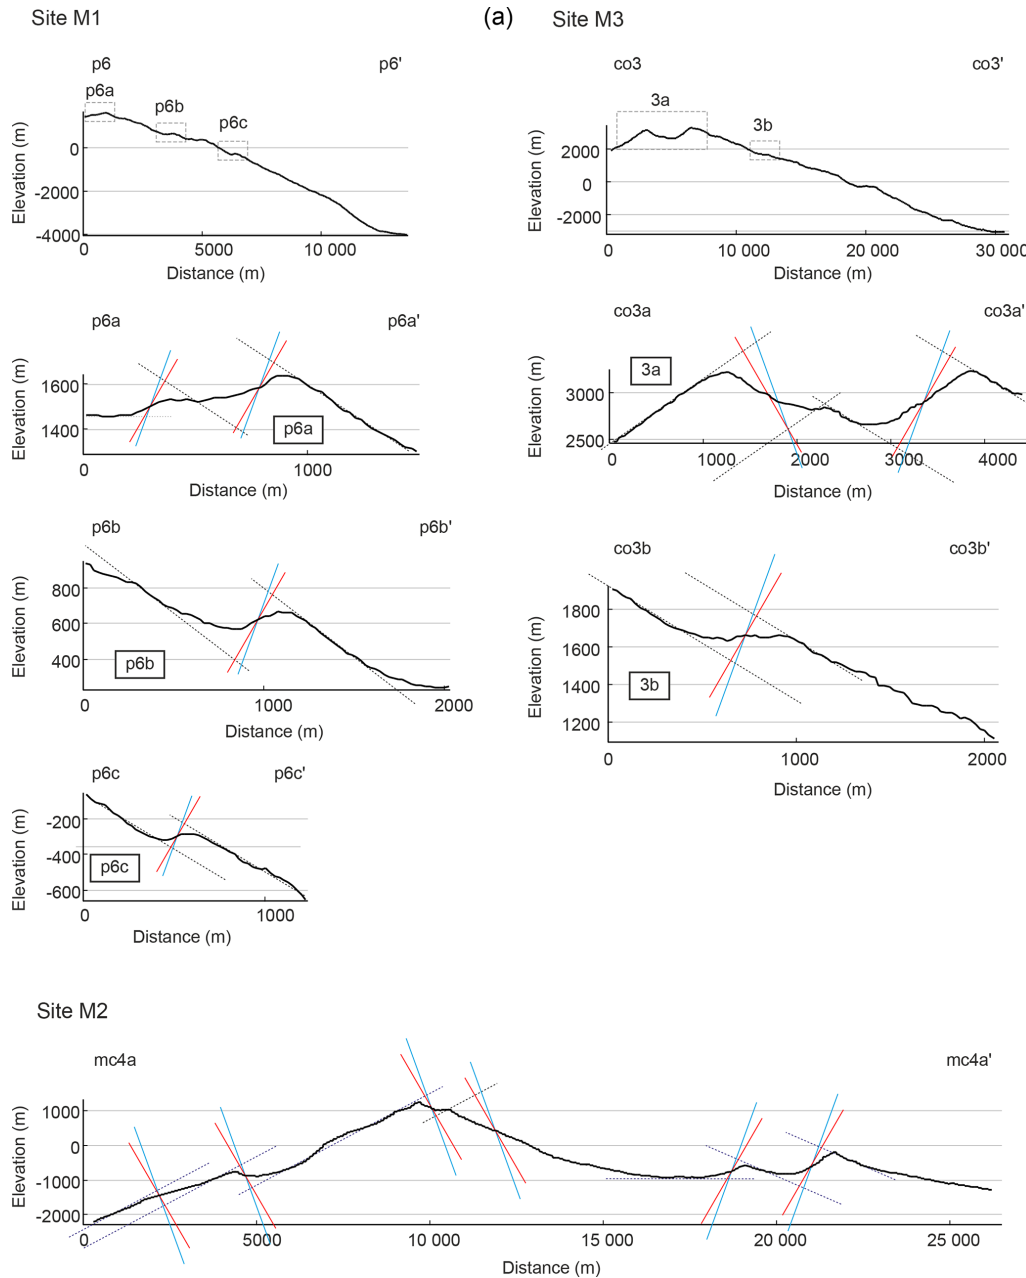 Site M1
(a)
Site M3
p6
p6'
p6a
p6b
p6c
Elevation (m)
0
-2000
-4000
0
5000
10 000
Distance (m)
co3
co3'
3a
3b
Elevation (m)
2000
0
-2000
0
10 000
20 000
30 000
Distance (m)
p6a
p6a'
Elevation (m)
1600
1400
p6a
0
1000
Distance (m)
co3a
co3a'
3a
Elevation (m)
3000
2500
0
1000
2000
3000
4000
Distance (m)
p6b
p6b'
Elevation (m)
800
600
400
p6b
0
1000
2000
Distance (m)
co3b
co3b'
Elevation (m)
1800
1600
1400
1200
3b
0
1000
2000
Distance (m)
p6c
p6c'
Elevation (m)
-200
-400
-600
p6c
0
1000
Distance (m)
Site M2
mc4a
mc4a'
Elevation (m)
1000
0
-1000
-2000
0
5000
10 000
15 000
20 000
25 000
Distance (m)